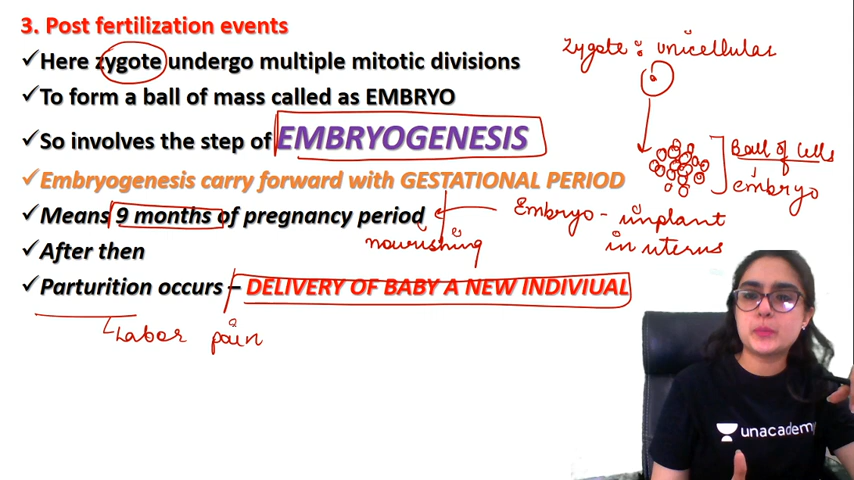 3. Post fertilization events
✓Here zygote undergo multiple mitotic divisions
zygote : unicellular
✓To form a ball of mass called as EMBRYO
✓So involves the step of EMBRYOGENESIS
Ball of cells
embryo
✓Embryogenesis carry forward with GESTATIONAL PERIOD
✓Means 9 months of pregnancy period
Embryo - implant
in uterus
nourishing
✓After then
✓Parturition occurs – DELIVERY OF BABY A NEW INDIVIUAL
Labor pain
unacademy